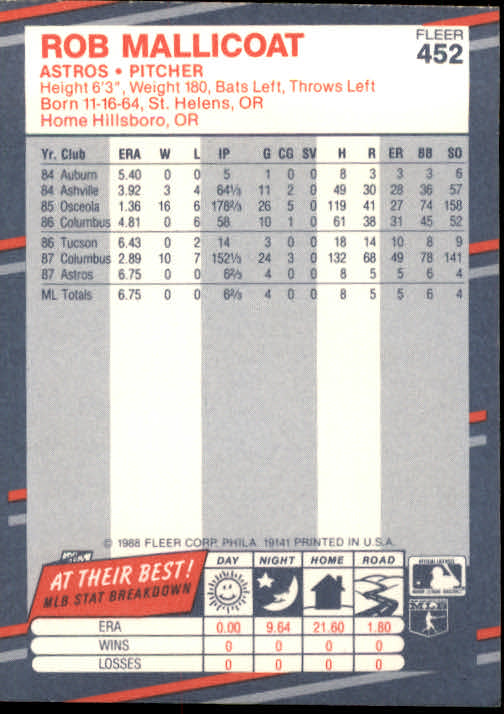 ROB MALLICOAT
FLEER
452
ASTROS • PITCHER
Height 6'3", Weight 180, Bats Left, Throws Left
Born 11-16-64, St. Helens, OR
Home Hillsboro, OR
Yr. Club ERA W L IP G CG SV H R ER BB SO
84 Auburn 5.40 0 0 5 1 0 0 8 3 3 3 6
84 Ashville 3.92 3 4 64⅓ 11 2 0 49 30 28 36 57
85 Osceola 1.36 16 6 178⅔ 26 5 0 119 41 27 74 158
86 Columbus 4.81 0 6 58 10 1 0 61 38 31 45 52
86 Tucson 6.43 0 2 14 3 0 0 18 14 10 8 9
87 Columbus 2.89 10 7 152⅓ 24 3 0 132 68 49 78 141
87 Astros 6.75 0 0 6⅔ 4 0 0 8 5 5 6 4
ML Totals 6.75 0 0 6⅔ 4 0 0 8 5 5 6 4
© 1988 FLEER CORP. PHILA. 19141 PRINTED IN U.S.A.
AT THEIR BEST!
MLB STAT BREAKDOWN
DAY NIGHT HOME ROAD
ERA 0.00 9.64 21.60 1.80
WINS 0 0 0 0
LOSSES 0 0 0 0